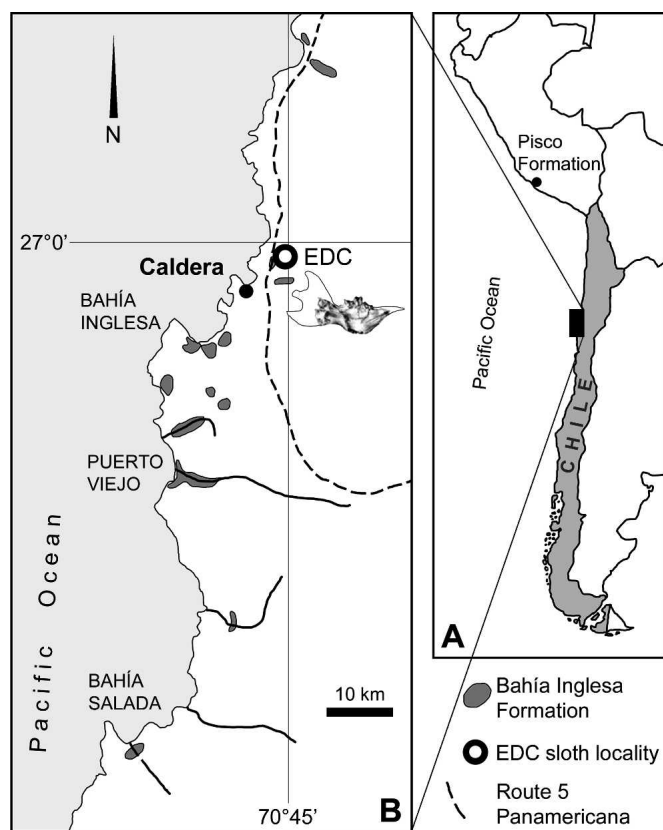 N
27°0'
EDC
Caldera
BAHÍA
INGLESA
PUERTO
VIEJO
Pacific Ocean
BAHÍA
SALADA
10 km
70°45'
B
Pisco
Formation
Pacific Ocean
CHILE
A
Bahía Inglesa
Formation
EDC sloth locality
Route 5
Panamericana